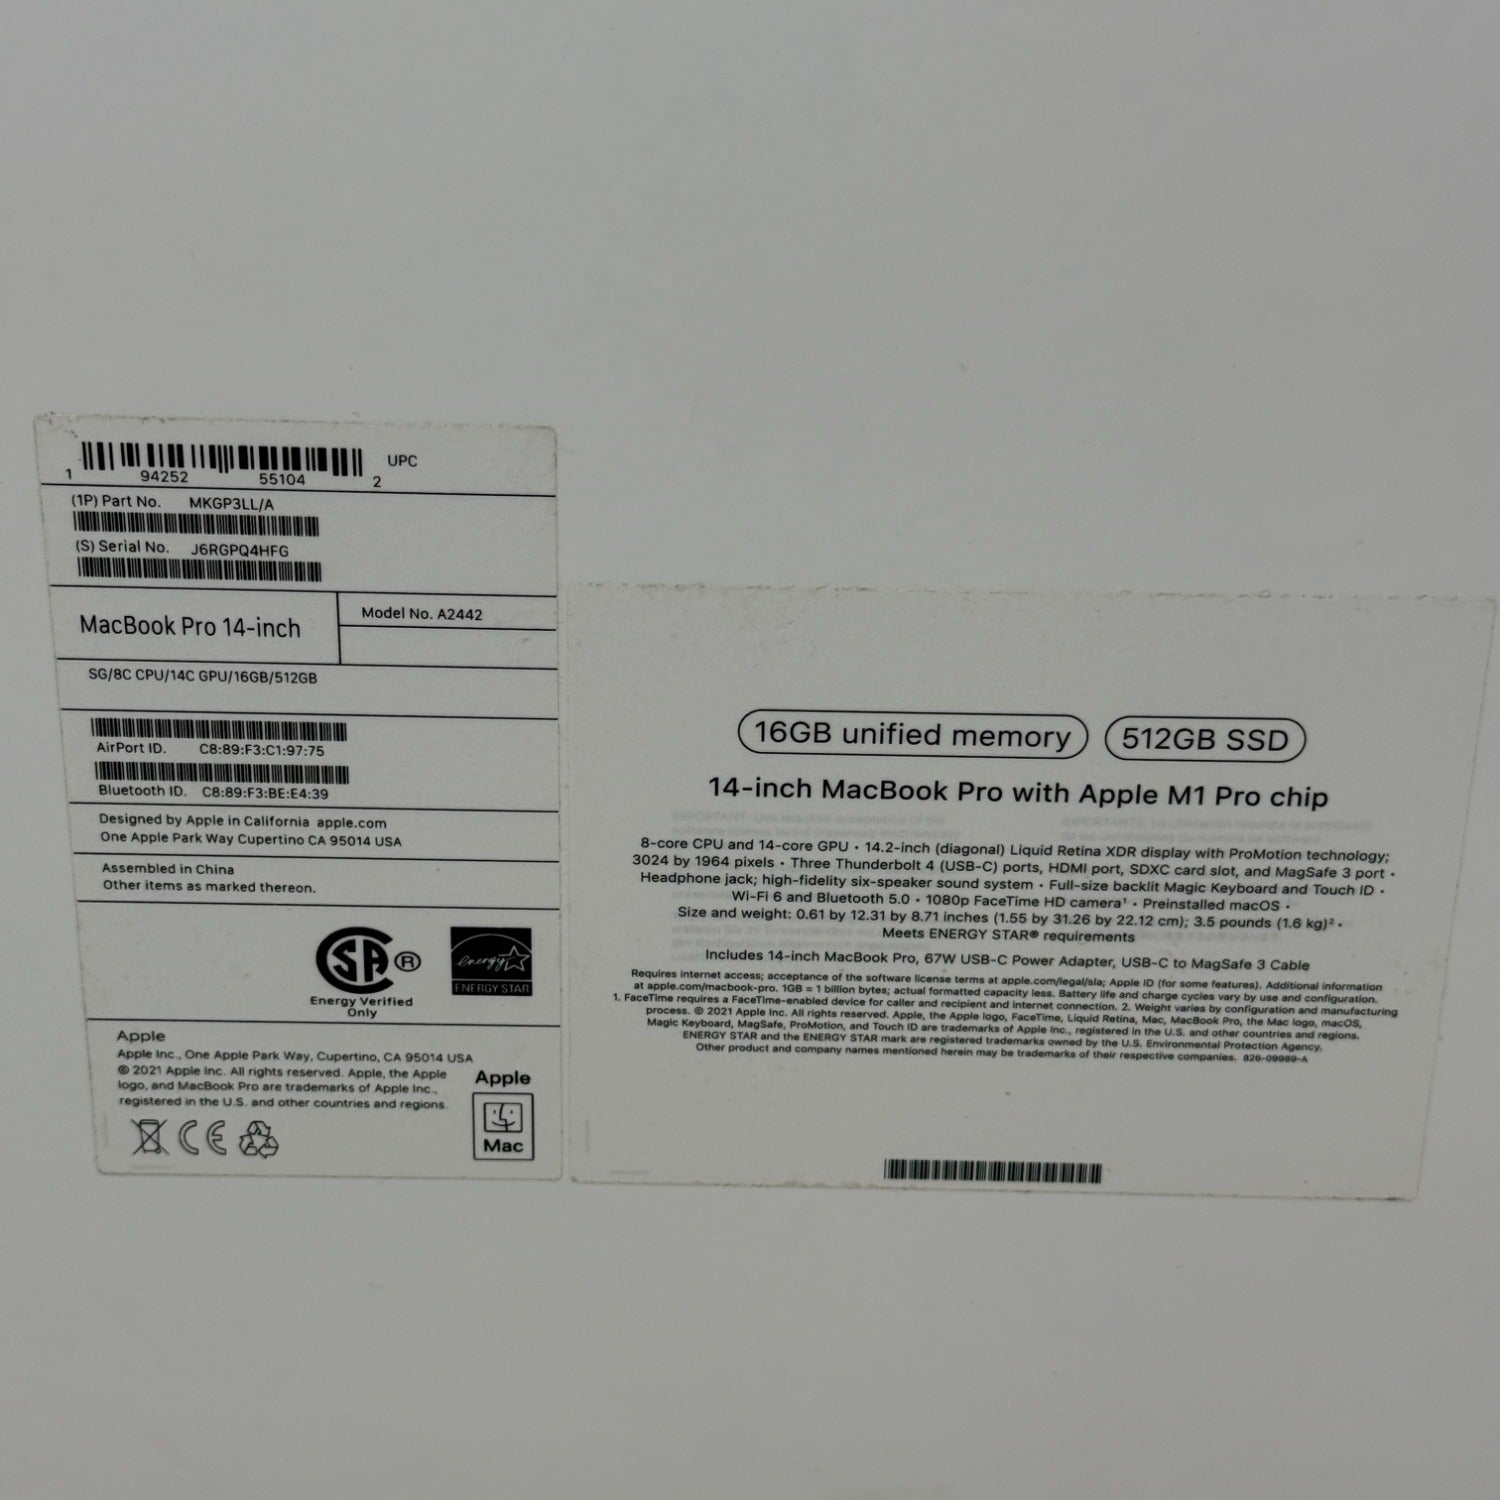 1 94252 55104 2 UPC
(1P) Part No. MKGP3LL/A
(S) Serial No. J6RGPQ4HFG
MacBook Pro 14-inch
Model No. A2442
SG/8C CPU/14C GPU/16GB/512GB
AirPort ID. C8:89:F3:C1:97:75
Bluetooth ID. C8:89:F3:BE:E4:39
Designed by Apple in California apple.com
One Apple Park Way Cupertino CA 95014 USA
Assembled in China
Other items as marked thereon.
SA ®
Energy Verified
Only
energy
ENERGY STAR
Apple
Apple Inc., One Apple Park Way, Cupertino, CA 95014 USA
© 2021 Apple Inc. All rights reserved. Apple, the Apple
logo, and MacBook Pro are trademarks of Apple Inc.,
registered in the U.S. and other countries and regions.
CE
Apple
Mac
16GB unified memory 512GB SSD
14-inch MacBook Pro with Apple M1 Pro chip
8-core CPU and 14-core GPU • 14.2-inch (diagonal) Liquid Retina XDR display with ProMotion technology;
3024 by 1964 pixels • Three Thunderbolt 4 (USB-C) ports, HDMI port, SDXC card slot, and MagSafe 3 port •
Headphone jack; high-fidelity six-speaker sound system • Full-size backlit Magic Keyboard and Touch ID •
Wi-Fi 6 and Bluetooth 5.0 • 1080p FaceTime HD camera¹ • Preinstalled macOS •
Size and weight: 0.61 by 12.31 by 8.71 inches (1.55 by 31.26 by 22.12 cm); 3.5 pounds (1.6 kg)² •
Meets ENERGY STAR® requirements
Includes 14-inch MacBook Pro, 67W USB-C Power Adapter, USB-C to MagSafe 3 Cable
Requires internet access; acceptance of the software license terms at apple.com/legal/sla; Apple ID (for some features). Additional information
at apple.com/macbook-pro. 1GB = 1 billion bytes; actual formatted capacity less. Battery life and charge cycles vary by use and configuration.
1. FaceTime requires a FaceTime-enabled device for caller and recipient and internet connection. 2. Weight varies by configuration and manufacturing
process. © 2021 Apple Inc. All rights reserved. Apple, the Apple logo, FaceTime, Liquid Retina, Mac, MacBook Pro, the Mac logo, macOS,
Magic Keyboard, MagSafe, ProMotion, and Touch ID are trademarks of Apple Inc., registered in the U.S. and other countries and regions.
ENERGY STAR and the ENERGY STAR mark are registered trademarks owned by the U.S. Environmental Protection Agency.
Other product and company names mentioned herein may be trademarks of their respective companies. 826-09989-A